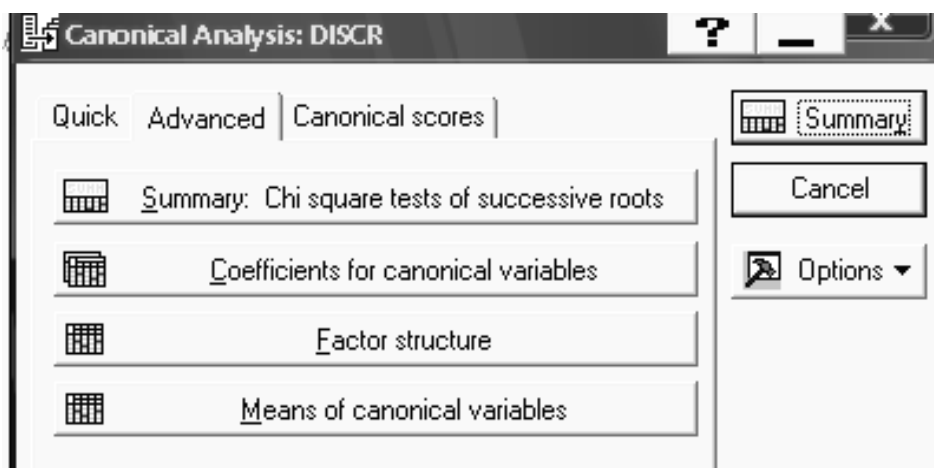 Canonical Analysis: DISCR ? _ X
Quick Advanced Canonical scores
Summary
Summary: Chi square tests of successive roots
Cancel
Coefficients for canonical variables
Options
Factor structure
Means of canonical variables